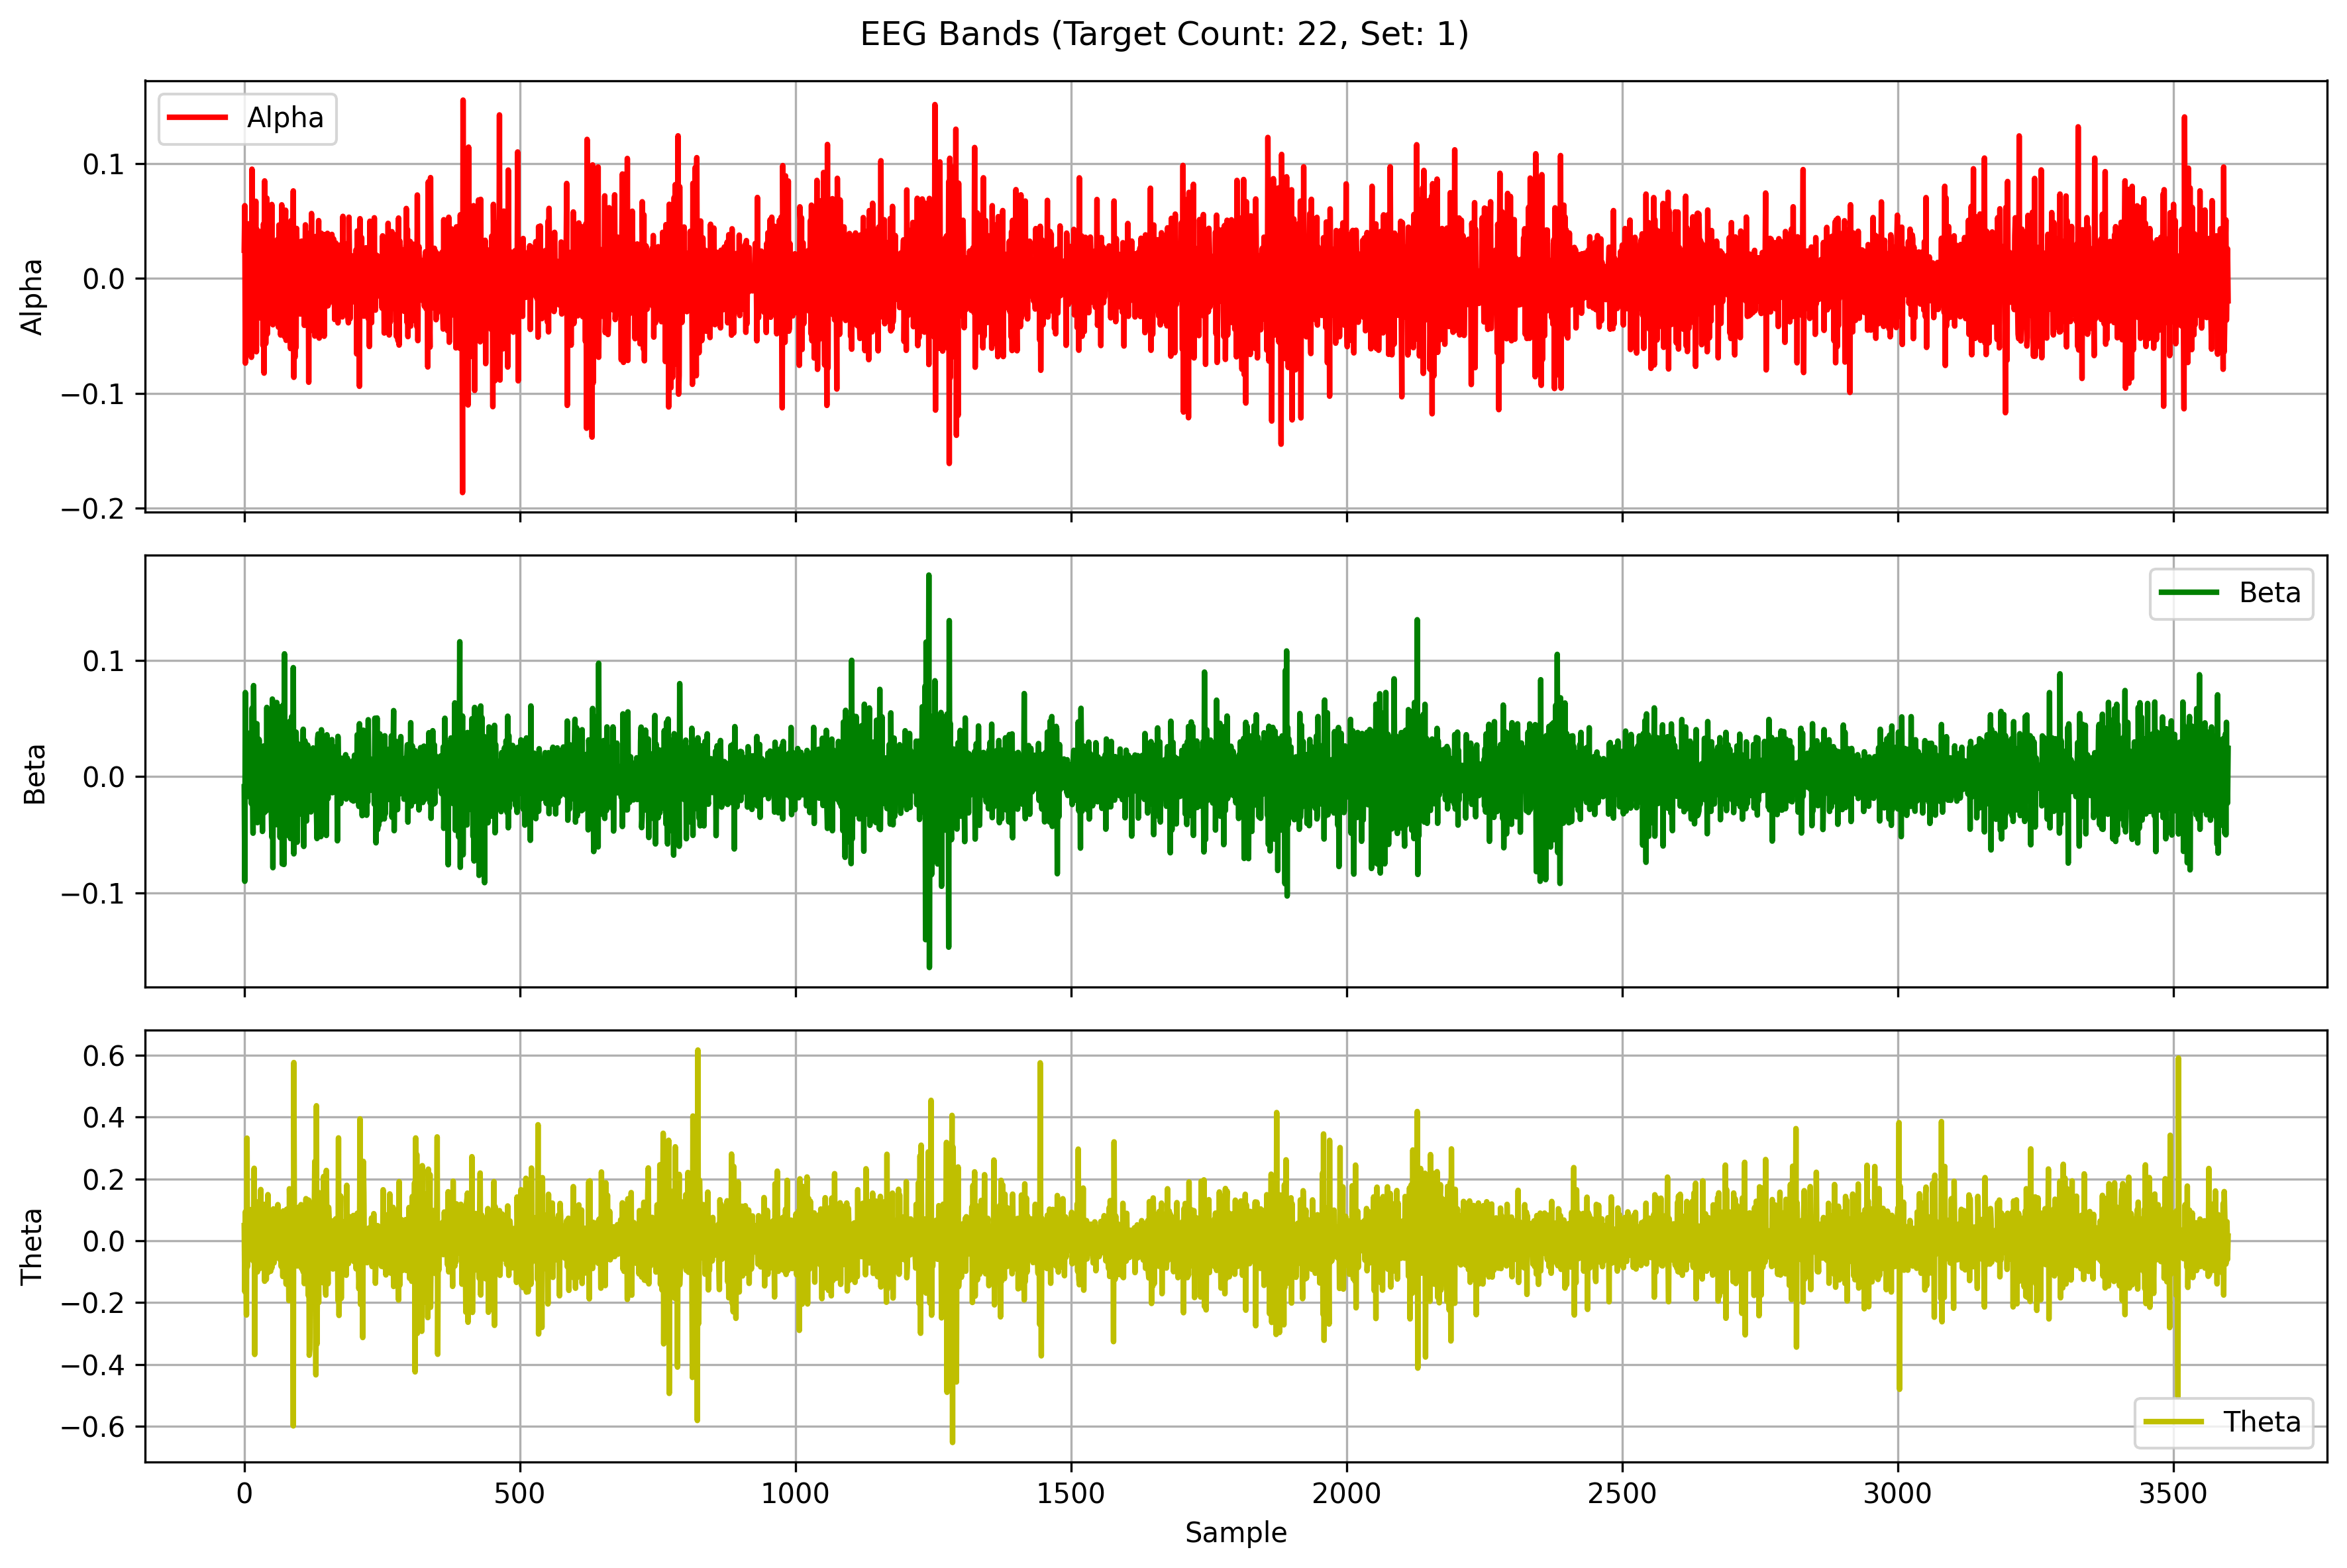 EEG Bands (Target Count: 22, Set: 1)
Alpha
0.1
0.0
−0.1
−0.2
Alpha
Beta
0.1
0.0
−0.1
Beta
0.6
0.4
0.2
0.0
−0.2
−0.4
−0.6
Theta
Theta
0 500 1000 1500 2000 2500 3000 3500
Sample